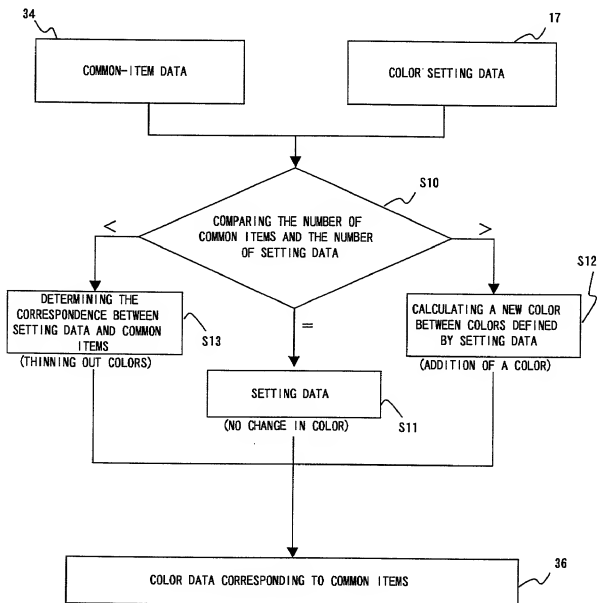 34
17
COMMON-ITEM DATA
COLOR SETTING DATA
S10
COMPARING THE NUMBER OF
COMMON ITEMS AND THE NUMBER
OF SETTING DATA
<
>
=
S12
DETERMINING THE
CORRESPONDENCE BETWEEN
SETTING DATA AND COMMON
ITEMS
(THINNING OUT COLORS)
S13
CALCULATING A NEW COLOR
BETWEEN COLORS DEFINED
BY SETTING DATA
(ADDITION OF A COLOR)
SETTING DATA
(NO CHANGE IN COLOR)
S11
COLOR DATA CORRESPONDING TO COMMON ITEMS
36